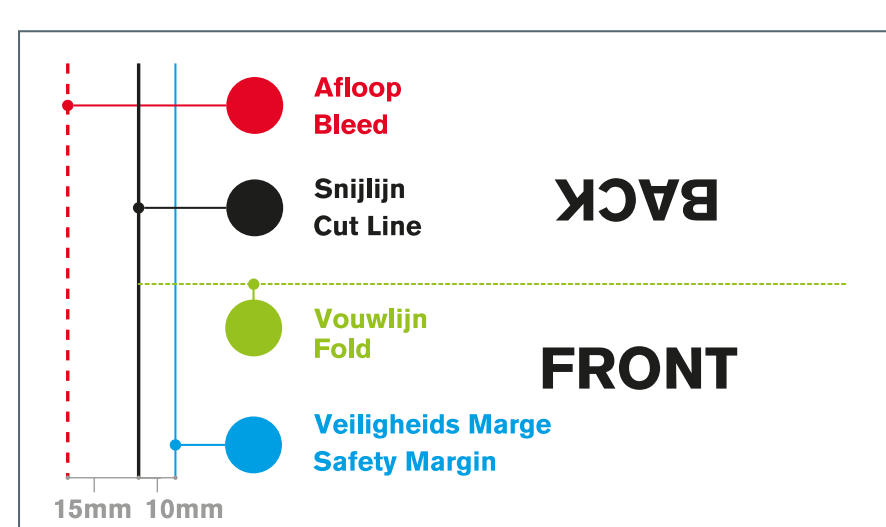 Afloop
Bleed
Snijlijn
Cut Line
BACK
Vouwlijn
Fold
FRONT
Veiligheids Marge
Safety Margin
15mm 10mm